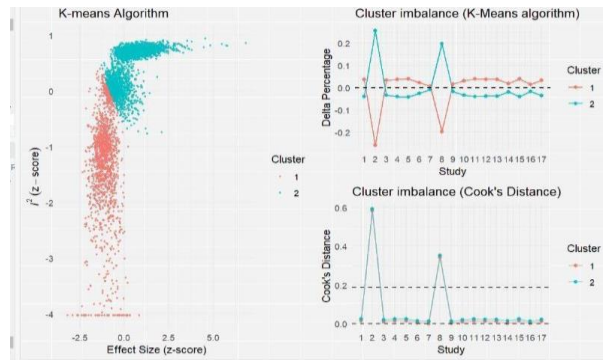 K-means Algorithm
1
0
-1
-2
-3
-4
I² (z – score)
-2.5 0.0 2.5 5.0
Effect Size (z-score)
Cluster
1
2
Cluster imbalance (K-Means algorithm)
0.2
0.1
0.0
-0.1
-0.2
Delta Percentage
1 2 3 4 5 6 7 8 9 10 11 12 13 14 15 16 17
Study
Cluster
1
2
Cluster imbalance (Cook's Distance)
0.6
0.4
0.2
0.0
Cook's Distance
1 2 3 4 5 6 7 8 9 10 11 12 13 14 15 16 17
Study
Cluster
1
2